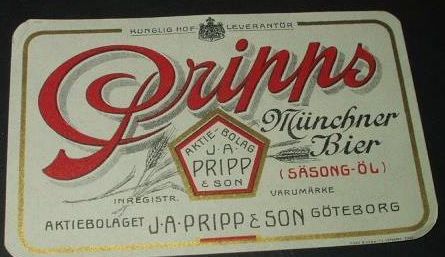 KUNGLIG HOF LEVERANTÖR
Pripps
Münchner
Bier
(SÄSONG-ÖL)
AKTIE-BOLAG
J.A.
PRIPP
& SON
INREGISTR. VARUMÄRKE
AKTIEBOLAGET J.A.PRIPP & SON GÖTEBORG